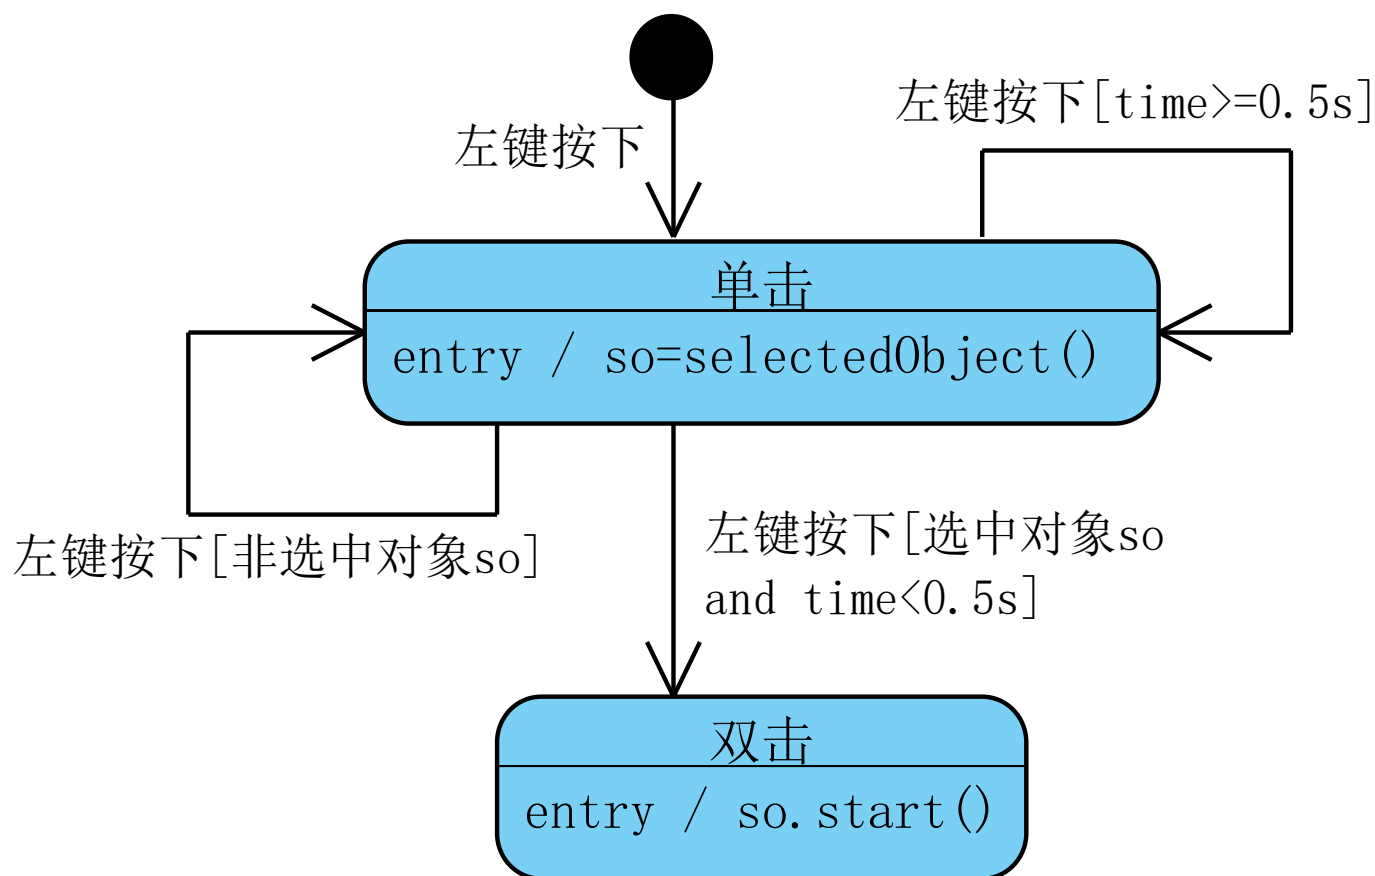 左键按下[time>=0.5s]
左键按下
单击
entry / so=selectedObject()
左键按下[非选中对象so]
左键按下[选中对象so
and time<0.5s]
双击
entry / so.start()